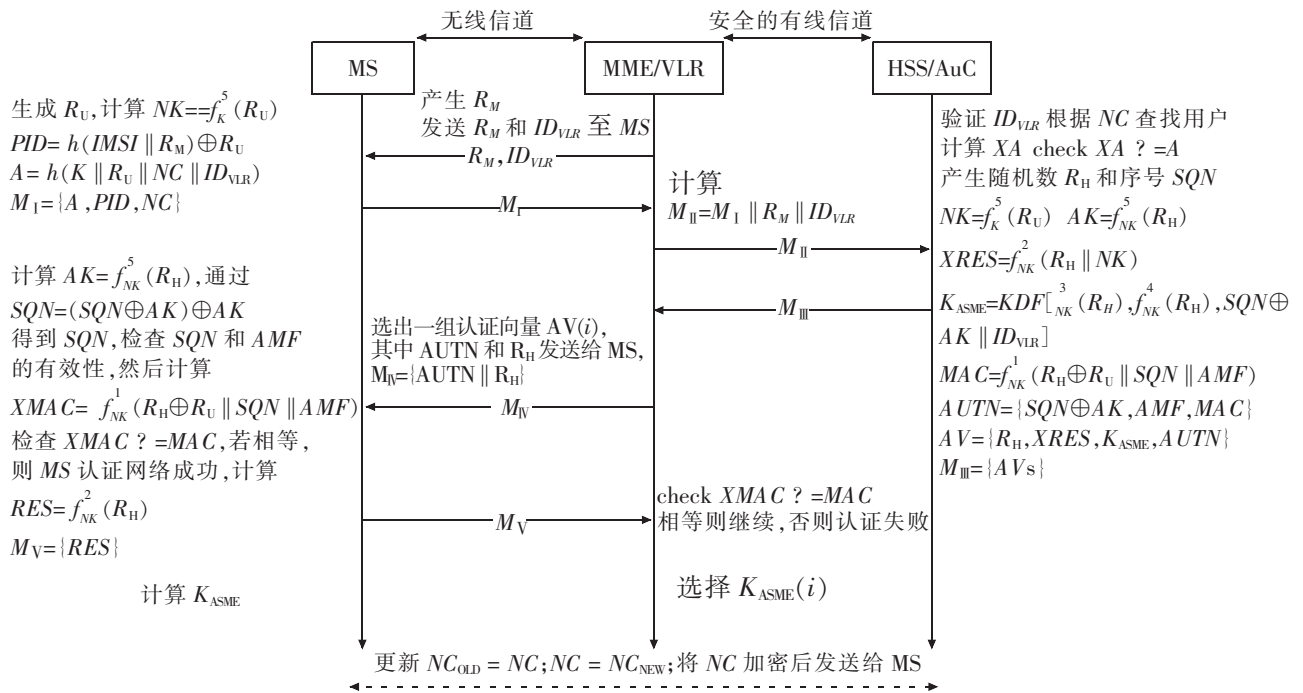 无线信道
安全的有线信道
MS
MME/VLR
HSS/AuC
生成 R_U,计算 NK==f_K^5(R_U)
PID= h(IMSI‖R_M)⊕R_U
A= h(K‖R_U‖NC‖ID_VLR)
M_Ⅰ={A,PID,NC}
产生 R_M
发送 R_M 和 ID_VLR 至 MS
R_M,ID_VLR
M_Ⅰ
计算
M_Ⅱ=M_Ⅰ‖R_M‖ID_VLR
M_Ⅱ
验证 ID_VLR 根据 NC 查找用户
计算 XA check XA ? =A
产生随机数 R_H 和序号 SQN
NK=f_K^5(R_U) AK=f_NK^5(R_H)
XRES=f_NK^2(R_H‖NK)
K_ASME=KDF[_NK^3(R_H),f_NK^4(R_H),SQN⊕
AK‖ID_VLR]
MAC=f_NK^1(R_H⊕R_U‖SQN‖AMF)
AUTN={SQN⊕AK,AMF,MAC}
AV={R_H,XRES,K_ASME,AUTN}
M_Ⅲ={AVs}
M_Ⅲ
选出一组认证向量 AV(i),
其中 AUTN 和 R_H 发送给 MS,
M_Ⅳ={AUTN‖R_H}
M_Ⅳ
计算 AK=f_NK^5(R_H),通过
SQN=(SQN⊕AK)⊕AK
得到 SQN,检查 SQN 和 AMF
的有效性,然后计算
XMAC= f_NK^1(R_H⊕R_U‖SQN‖AMF)
检查 XMAC ? =MAC,若相等,
则 MS 认证网络成功,计算
RES=f_NK^2(R_H)
M_Ⅴ={RES}
M_Ⅴ
check XMAC ? =MAC
相等则继续,否则认证失败
计算 K_ASME
选择 K_ASME(i)
更新 NC_OLD = NC;NC = NC_NEW;将 NC 加密后发送给 MS